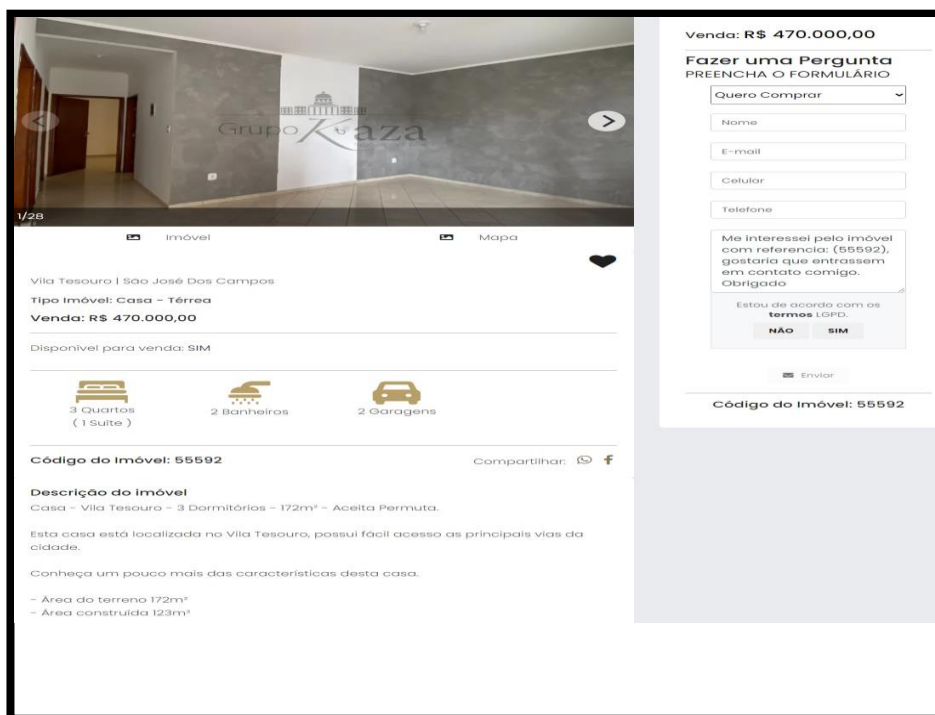 Grupo Kaza
1/28
Imóvel
Mapa
Vila Tesouro | São José Dos Campos
Tipo Imóvel: Casa - Térrea
Venda: R$ 470.000,00
Disponível para venda: SIM
3 Quartos
( 1 Suíte )
2 Banheiros
2 Garagens
Código do Imóvel: 55592
Compartilhar:
Descrição do imóvel
Casa - Vila Tesouro - 3 Dormitórios - 172m² - Aceita Permuta.
Esta casa está localizada no Vila Tesouro, possui fácil acesso as principais vias da
cidade.
Conheça um pouco mais das características desta casa.
- Área do terreno 172m²
- Área construída 123m²
Venda: R$ 470.000,00
Fazer uma Pergunta
PREENCHA O FORMULÁRIO
Quero Comprar
Nome
E-mail
Celular
Telefone
Me interessei pelo imóvel
com referencia: (55592),
gostaria que entrassem
em contato comigo.
Obrigado
Estou de acordo com os
termos LGPD.
NÃO
SIM
Enviar
Código do Imóvel: 55592